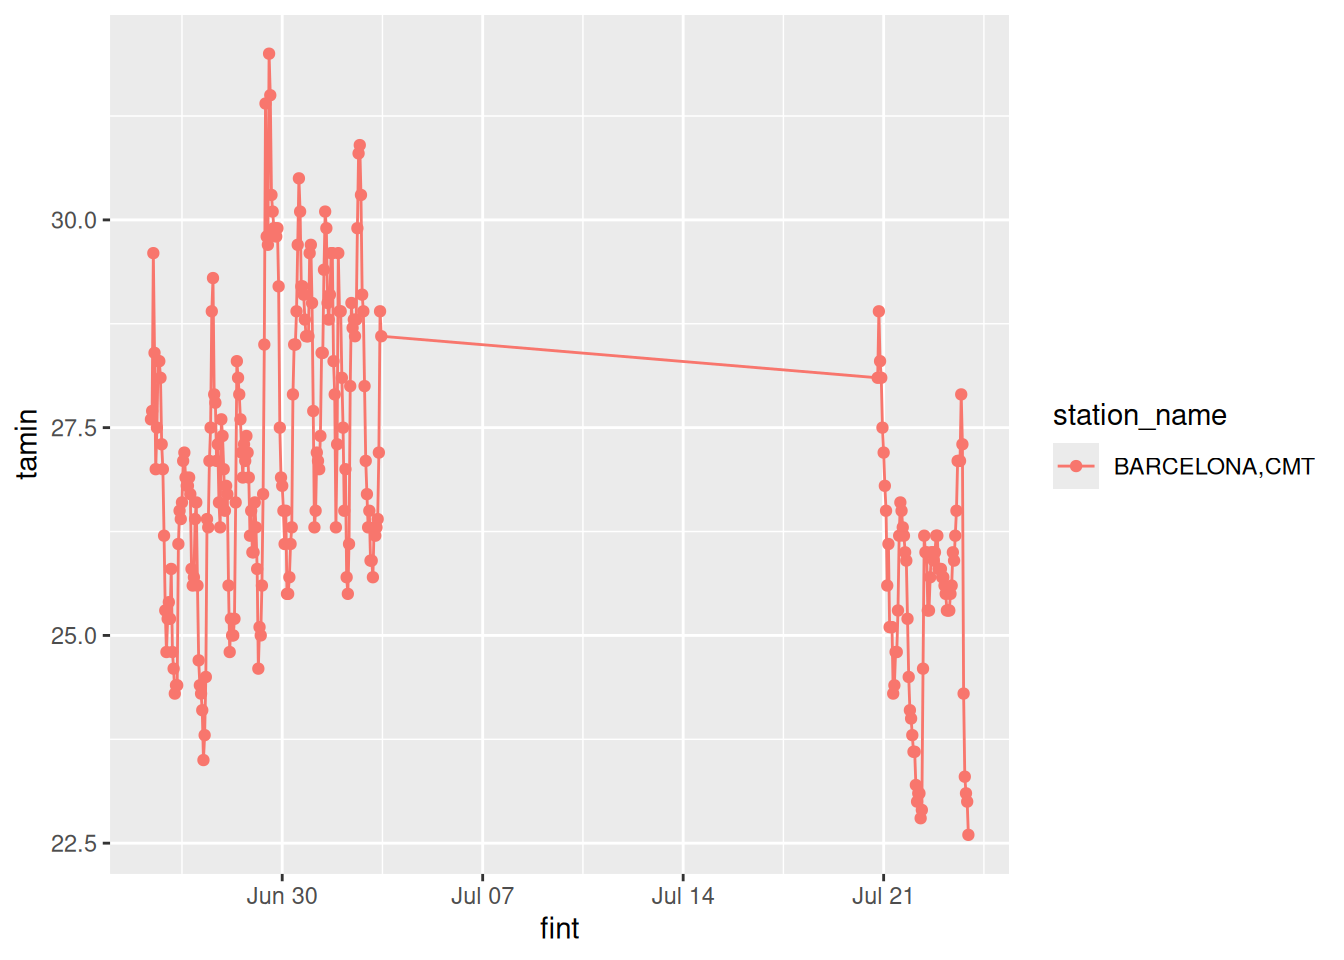 30.0
27.5
25.0
22.5
tamin
Jun 30
Jul 07
Jul 14
Jul 21
fint
station_name
BARCELONA,CMT